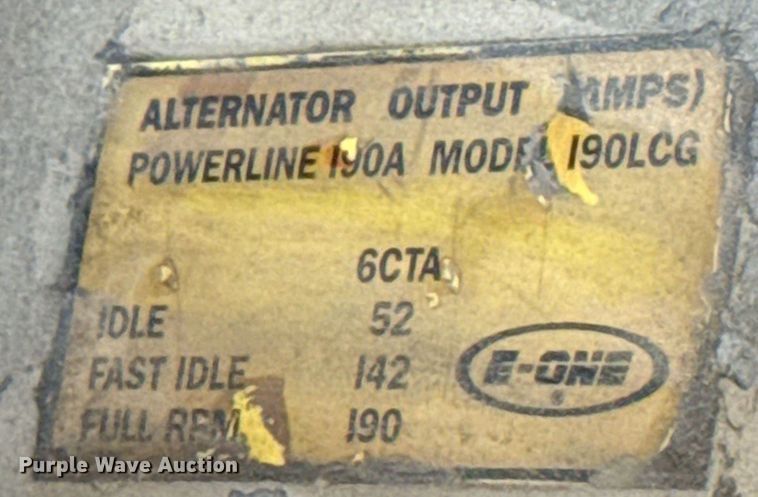 ALTERNATOR OUTPUT (AMPS)
POWERLINE 190A MODEL 190LCG
6CTA
IDLE 52
FAST IDLE 142
FULL RPM 190
E-ONE
®
Purple Wave Auction